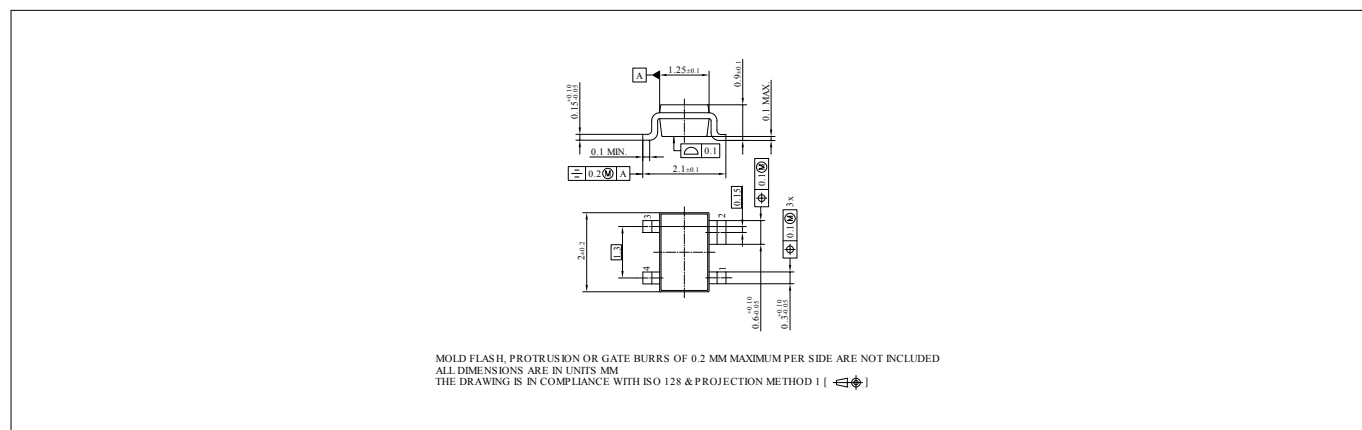 A
1.25±0.1
0.9±0.1
0.1 MAX.
0.15 +0.10 -0.05
0.1 MIN.
0.1
0.2 Ⓜ A
2.1±0.1
0.15
0.1Ⓜ
0.1Ⓜ 3x
3
2
2±0.2
1.3
4
1
0.6 +0.10 -0.05
0.3 +0.10 -0.05
MOLD FLASH, PROTRUSION OR GATE BURRS OF 0.2 MM MAXIMUM PER SIDE ARE NOT INCLUDED
ALL DIMENSIONS ARE IN UNITS MM
THE DRAWING IS IN COMPLIANCE WITH ISO 128 & PROJECTION METHOD 1 [ ]